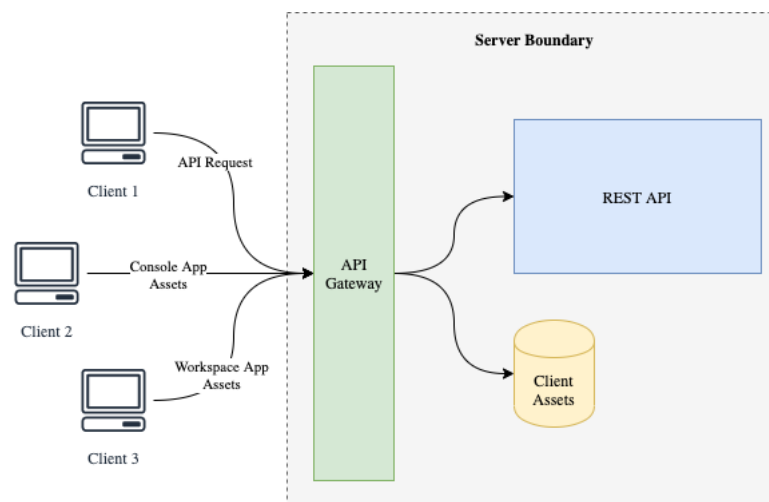 Server Boundary
API Request
Client 1
REST API
Console App
Assets
API
Gateway
Client 2
Workspace App
Assets
Client
Assets
Client 3